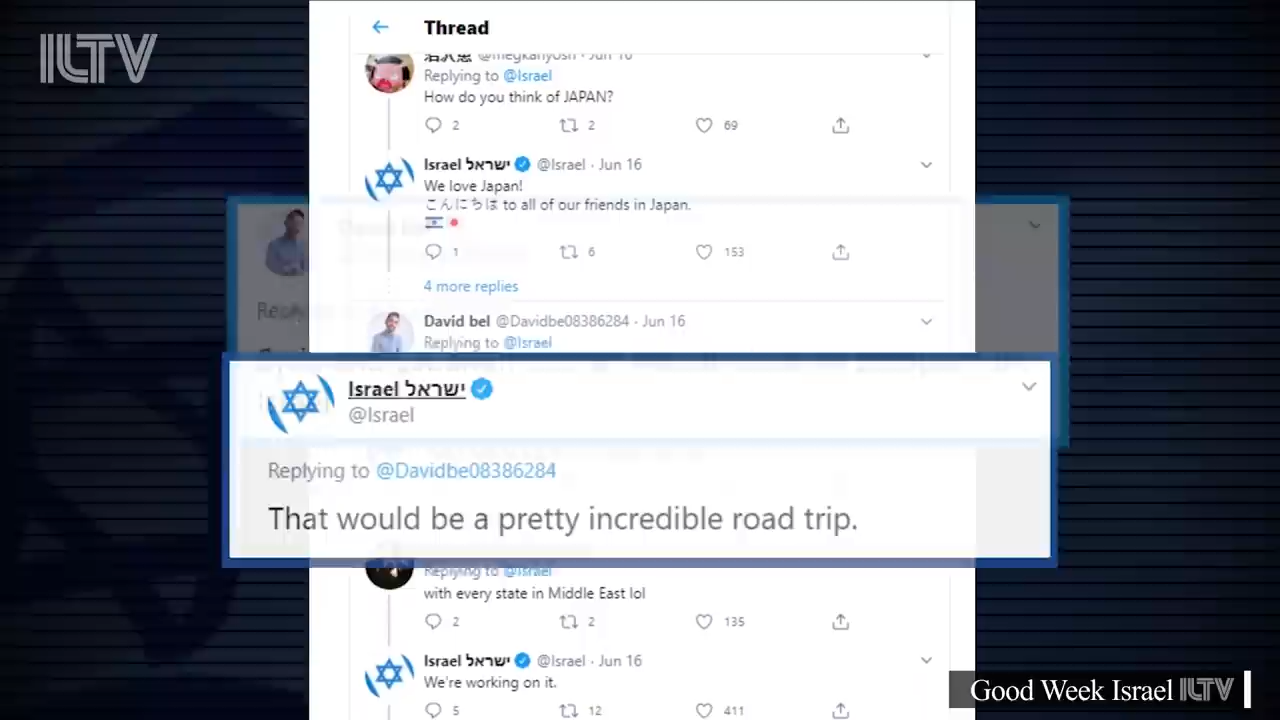 ILTV
Thread
@megkanyosh · Jun 16
Replying to @Israel
How do you think of JAPAN?
2 2 69
Israel ישראל @Israel · Jun 16
We love Japan!
こんにちは to all of our friends in Japan.
1 6 153
4 more replies
David bel @Davidbe08386284 · Jun 16
Replying to @Israel
Israel ישראל
@Israel
Replying to @Davidbe08386284
That would be a pretty incredible road trip.
Replying to @Israel
with every state in Middle East lol
2 2 135
Israel ישראל @Israel · Jun 16
We're working on it.
5 12 411
Good Week Israel ILTV